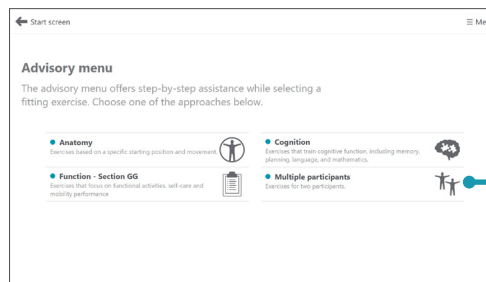 Start screen
☰ Me
Advisory menu
The advisory menu offers step-by-step assistance while selecting a
fitting exercise. Choose one of the approaches below.
Anatomy
Exercises based on a specific starting position and movement.
Cognition
Exercises that train cognitive function, including memory,
planning, language, and mathematics.
Function - Section GG
Exercises that focus on functional activities, self-care and
mobility performance
Multiple participants
Exercises for two participants.